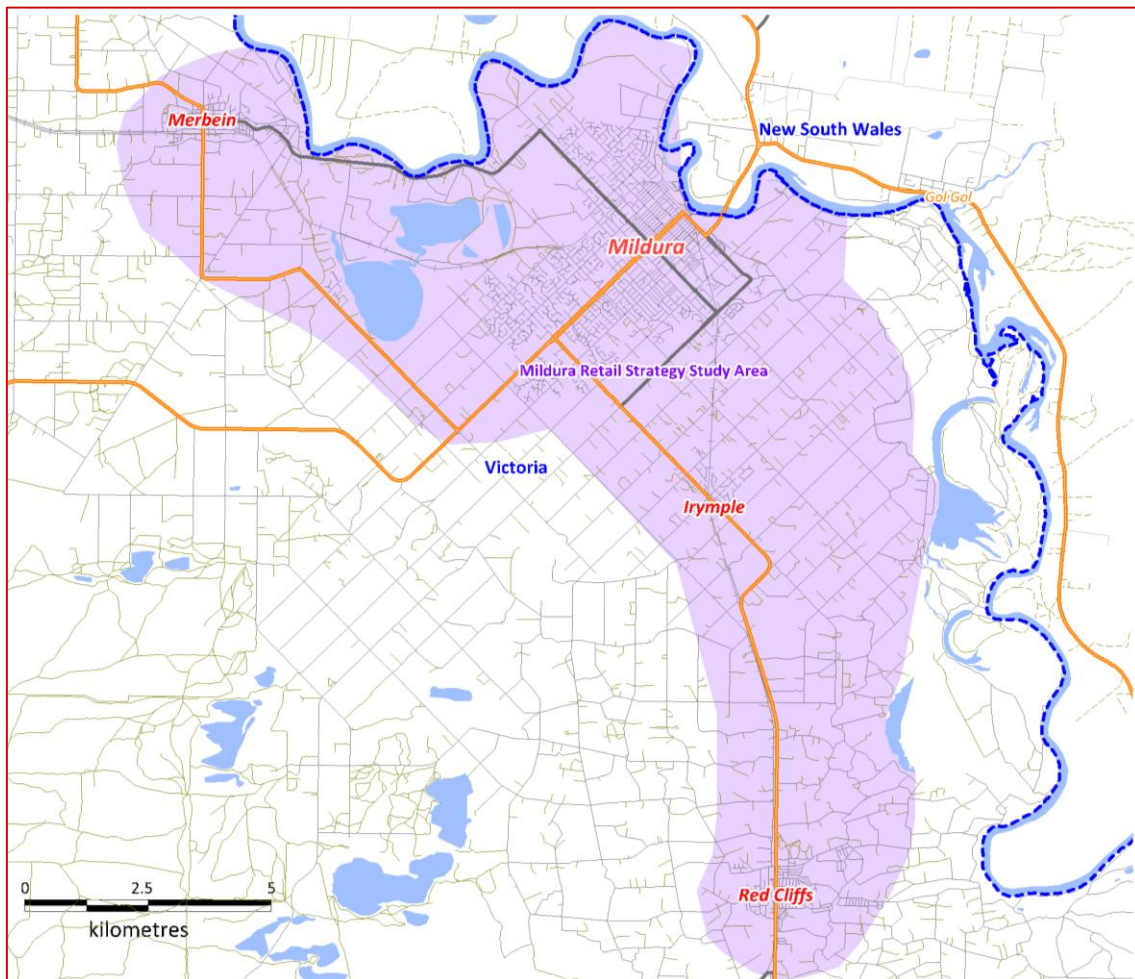 Merbein
New South Wales
Gol Gol
Mildura
Mildura Retail Strategy Study Area
Victoria
Irymple
Red Cliffs
0 2.5 5
kilometres